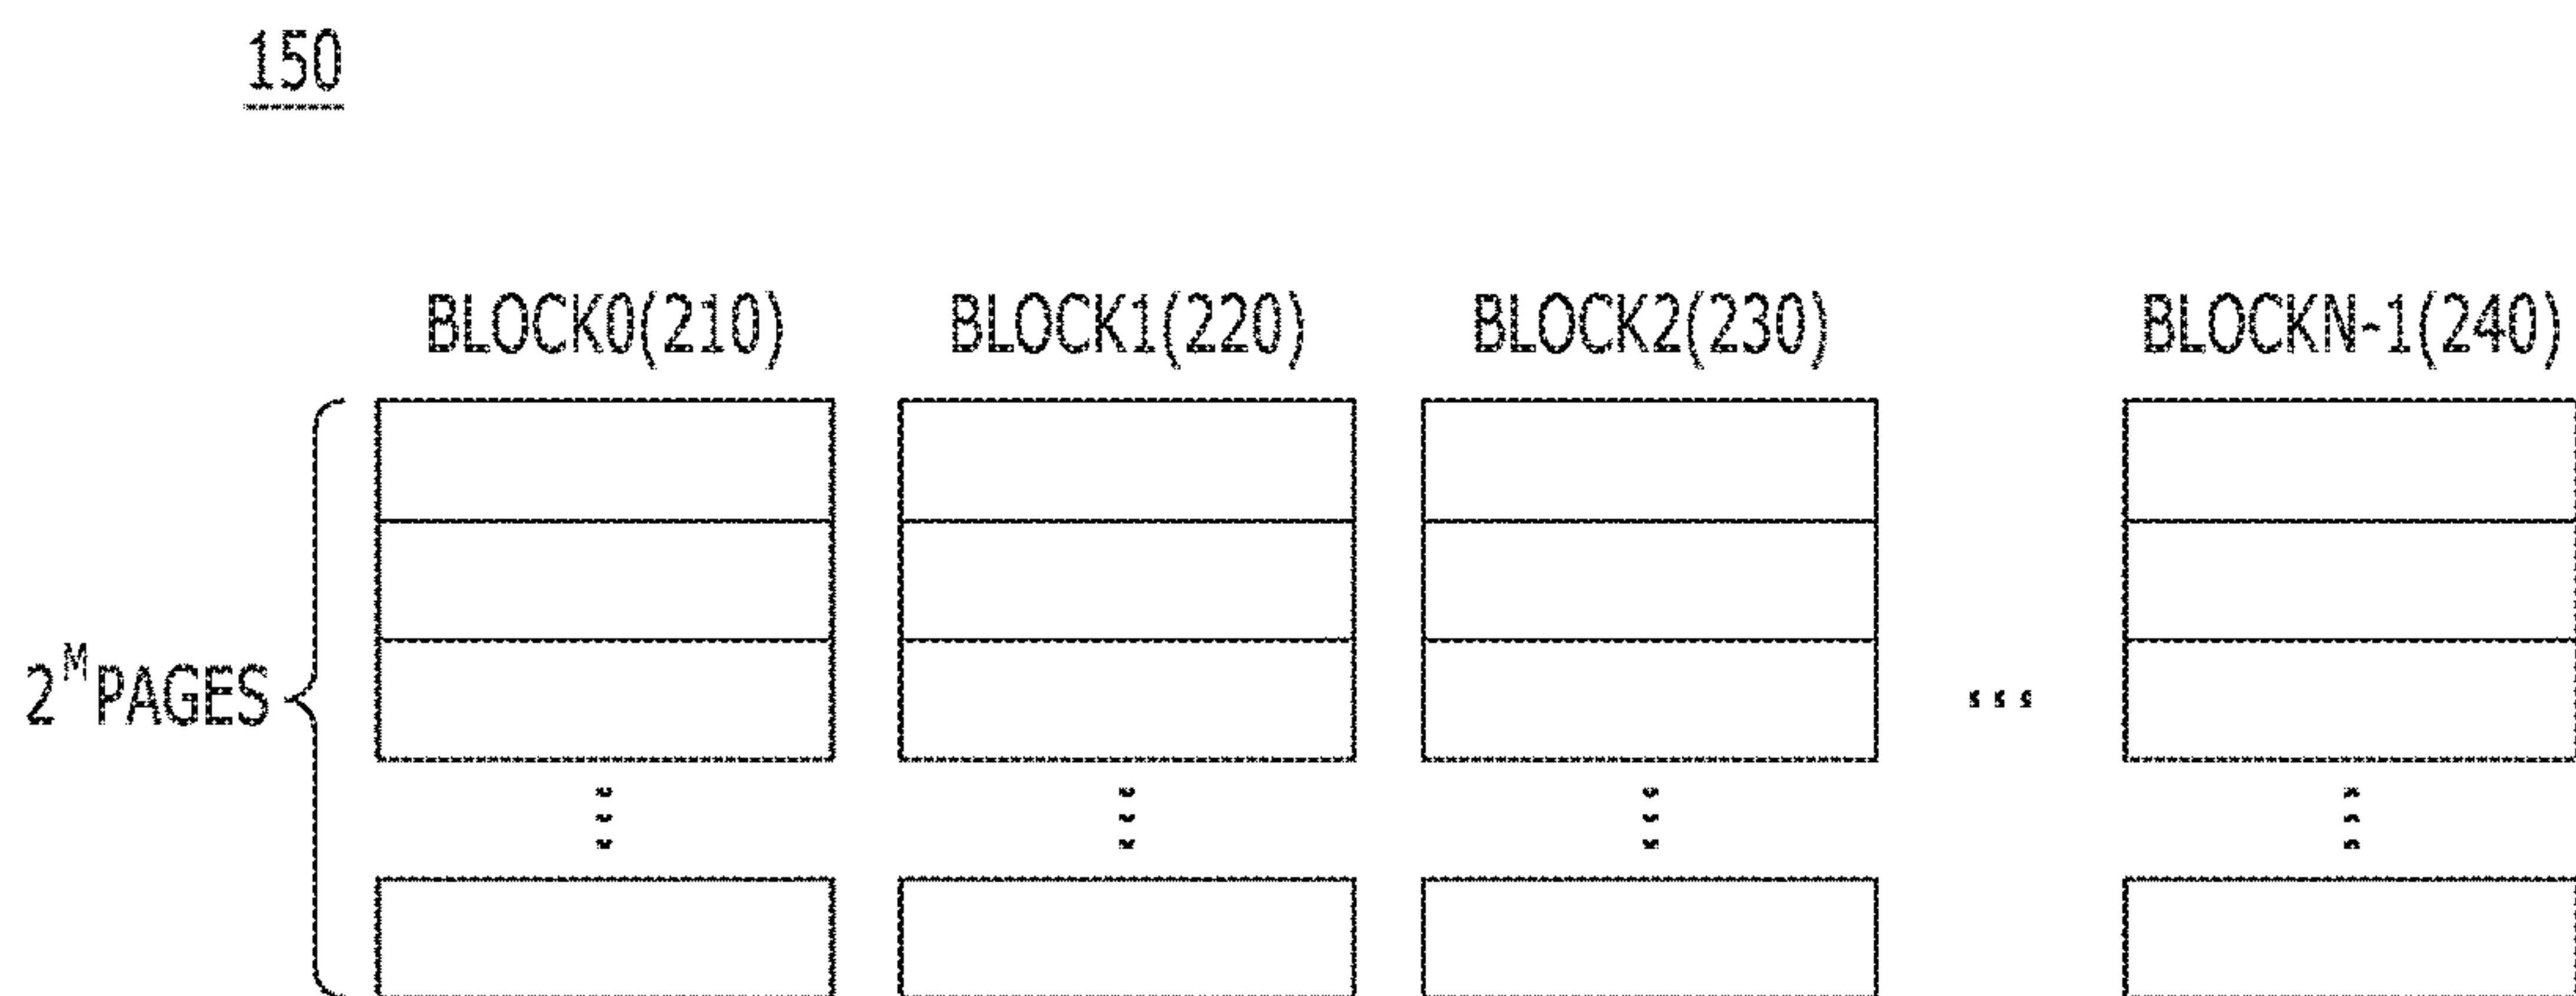 150
BLOCK0(210) BLOCK1(220) BLOCK2(230) BLOCKN-1(240)
2^M PAGES
...